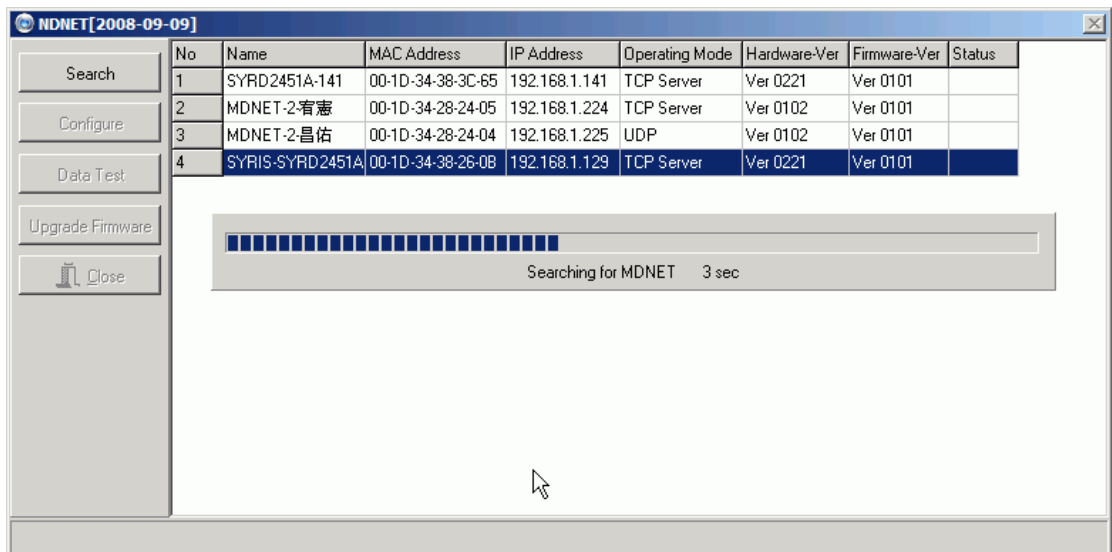 NDNET[2008-09-09]
Search
Configure
Data Test
Upgrade Firmware
Close
No Name MAC Address IP Address Operating Mode Hardware-Ver Firmware-Ver Status
1 SYRD2451A-141 00-1D-34-38-3C-65 192.168.1.141 TCP Server Ver 0221 Ver 0101
2 MDNET-2-宥憲 00-1D-34-28-24-05 192.168.1.224 TCP Server Ver 0102 Ver 0101
3 MDNET-2-昌佑 00-1D-34-28-24-04 192.168.1.225 UDP Ver 0102 Ver 0101
4 SYRIS-SYRD2451A 00-1D-34-38-26-0B 192.168.1.129 TCP Server Ver 0221 Ver 0101
Searching for MDNET 3 sec